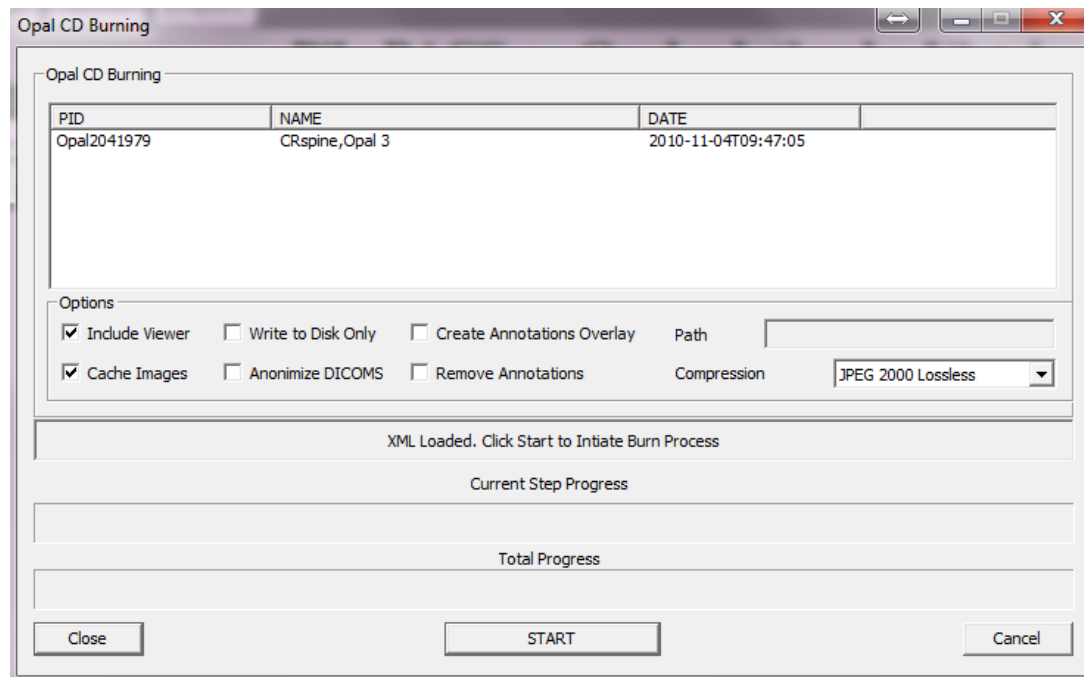 Opal CD Burning
Opal CD Burning
PID NAME DATE
Opal2041979 CRspine,Opal 3 2010-11-04T09:47:05
Options
Include Viewer Write to Disk Only Create Annotations Overlay Path
Cache Images Anonimize DICOMS Remove Annotations Compression JPEG 2000 Lossless
XML Loaded. Click Start to Intiate Burn Process
Current Step Progress
Total Progress
Close START Cancel